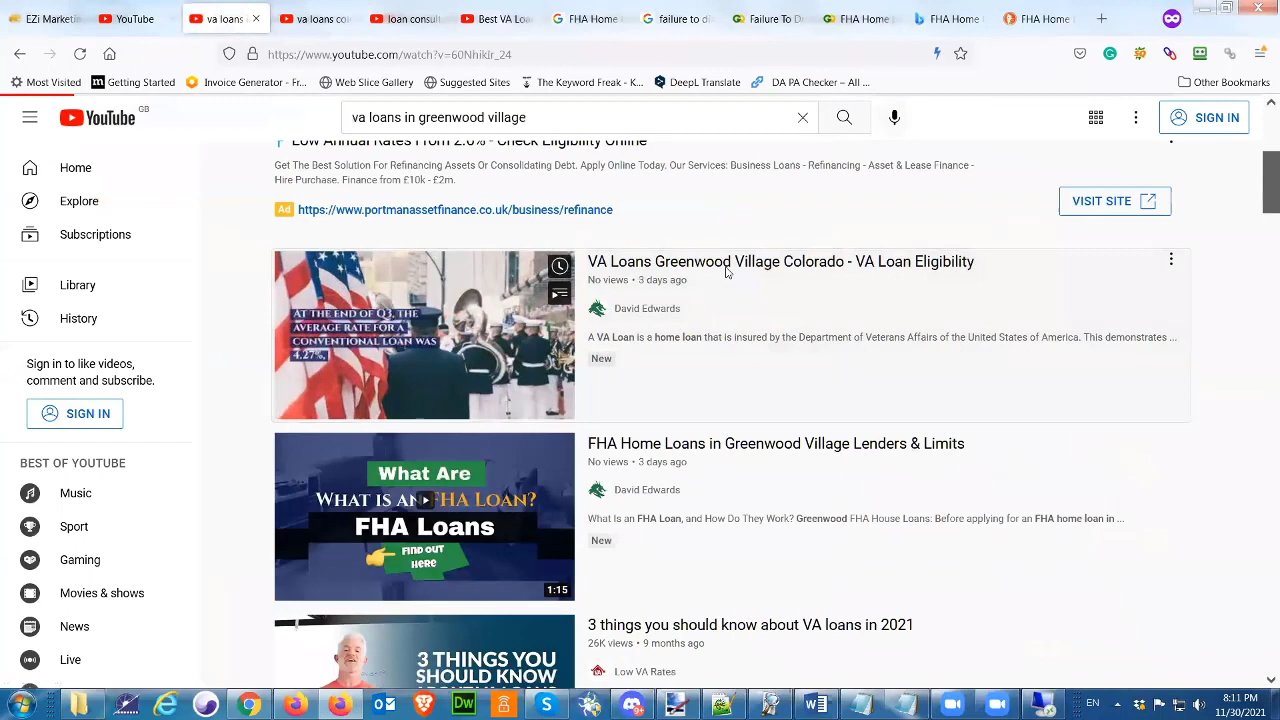 EZi Market
YouTube
va loans i
va loans co
loan consult
Best VA Lo
FHA Home
failure to di
Failure To D
FHA Home
FHA Home
FHA Home
https://www.youtube.com/watch?v=60NhikIr_24
Most Visited
Getting Started
Invoice Generator - Fr...
Web Slice Gallery
Suggested Sites
The Keyword Freak - K...
DeepL Translate
DA PA Checker – All ...
Other Bookmarks
YouTube GB
va loans in greenwood village
SIGN IN
Low Annual Rates From 2.6% - Check Eligibility Online
Get The Best Solution For Refinancing Assets Or Consolidating Debt. Apply Online Today. Our Services: Business Loans - Refinancing - Asset & Lease Finance -
Hire Purchase. Finance from £10k - £2m.
Ad https://www.portmanassetfinance.co.uk/business/refinance
VISIT SITE
Home
Explore
Subscriptions
Library
History
Sign in to like videos,
comment and subscribe.
SIGN IN
BEST OF YOUTUBE
Music
Sport
Gaming
Movies & shows
News
Live
At the end of Q3, the
average rate for a
conventional loan was
4.27%.
VA Loans Greenwood Village Colorado - VA Loan Eligibility
No views • 3 days ago
David Edwards
A VA Loan is a home loan that is insured by the Department of Veterans Affairs of the United States of America. This demonstrates ...
New
What Are
What is an FHA Loan?
FHA Loans
FIND OUT
HERE
1:15
FHA Home Loans in Greenwood Village Lenders & Limits
No views • 3 days ago
David Edwards
What Is an FHA Loan, and How Do They Work? Greenwood FHA House Loans: Before applying for an FHA home loan in ...
New
3 THINGS YOU
SHOULD KNOW
3 things you should know about VA loans in 2021
26K views • 9 months ago
Low VA Rates
EN
8:11 PM
11/30/2021